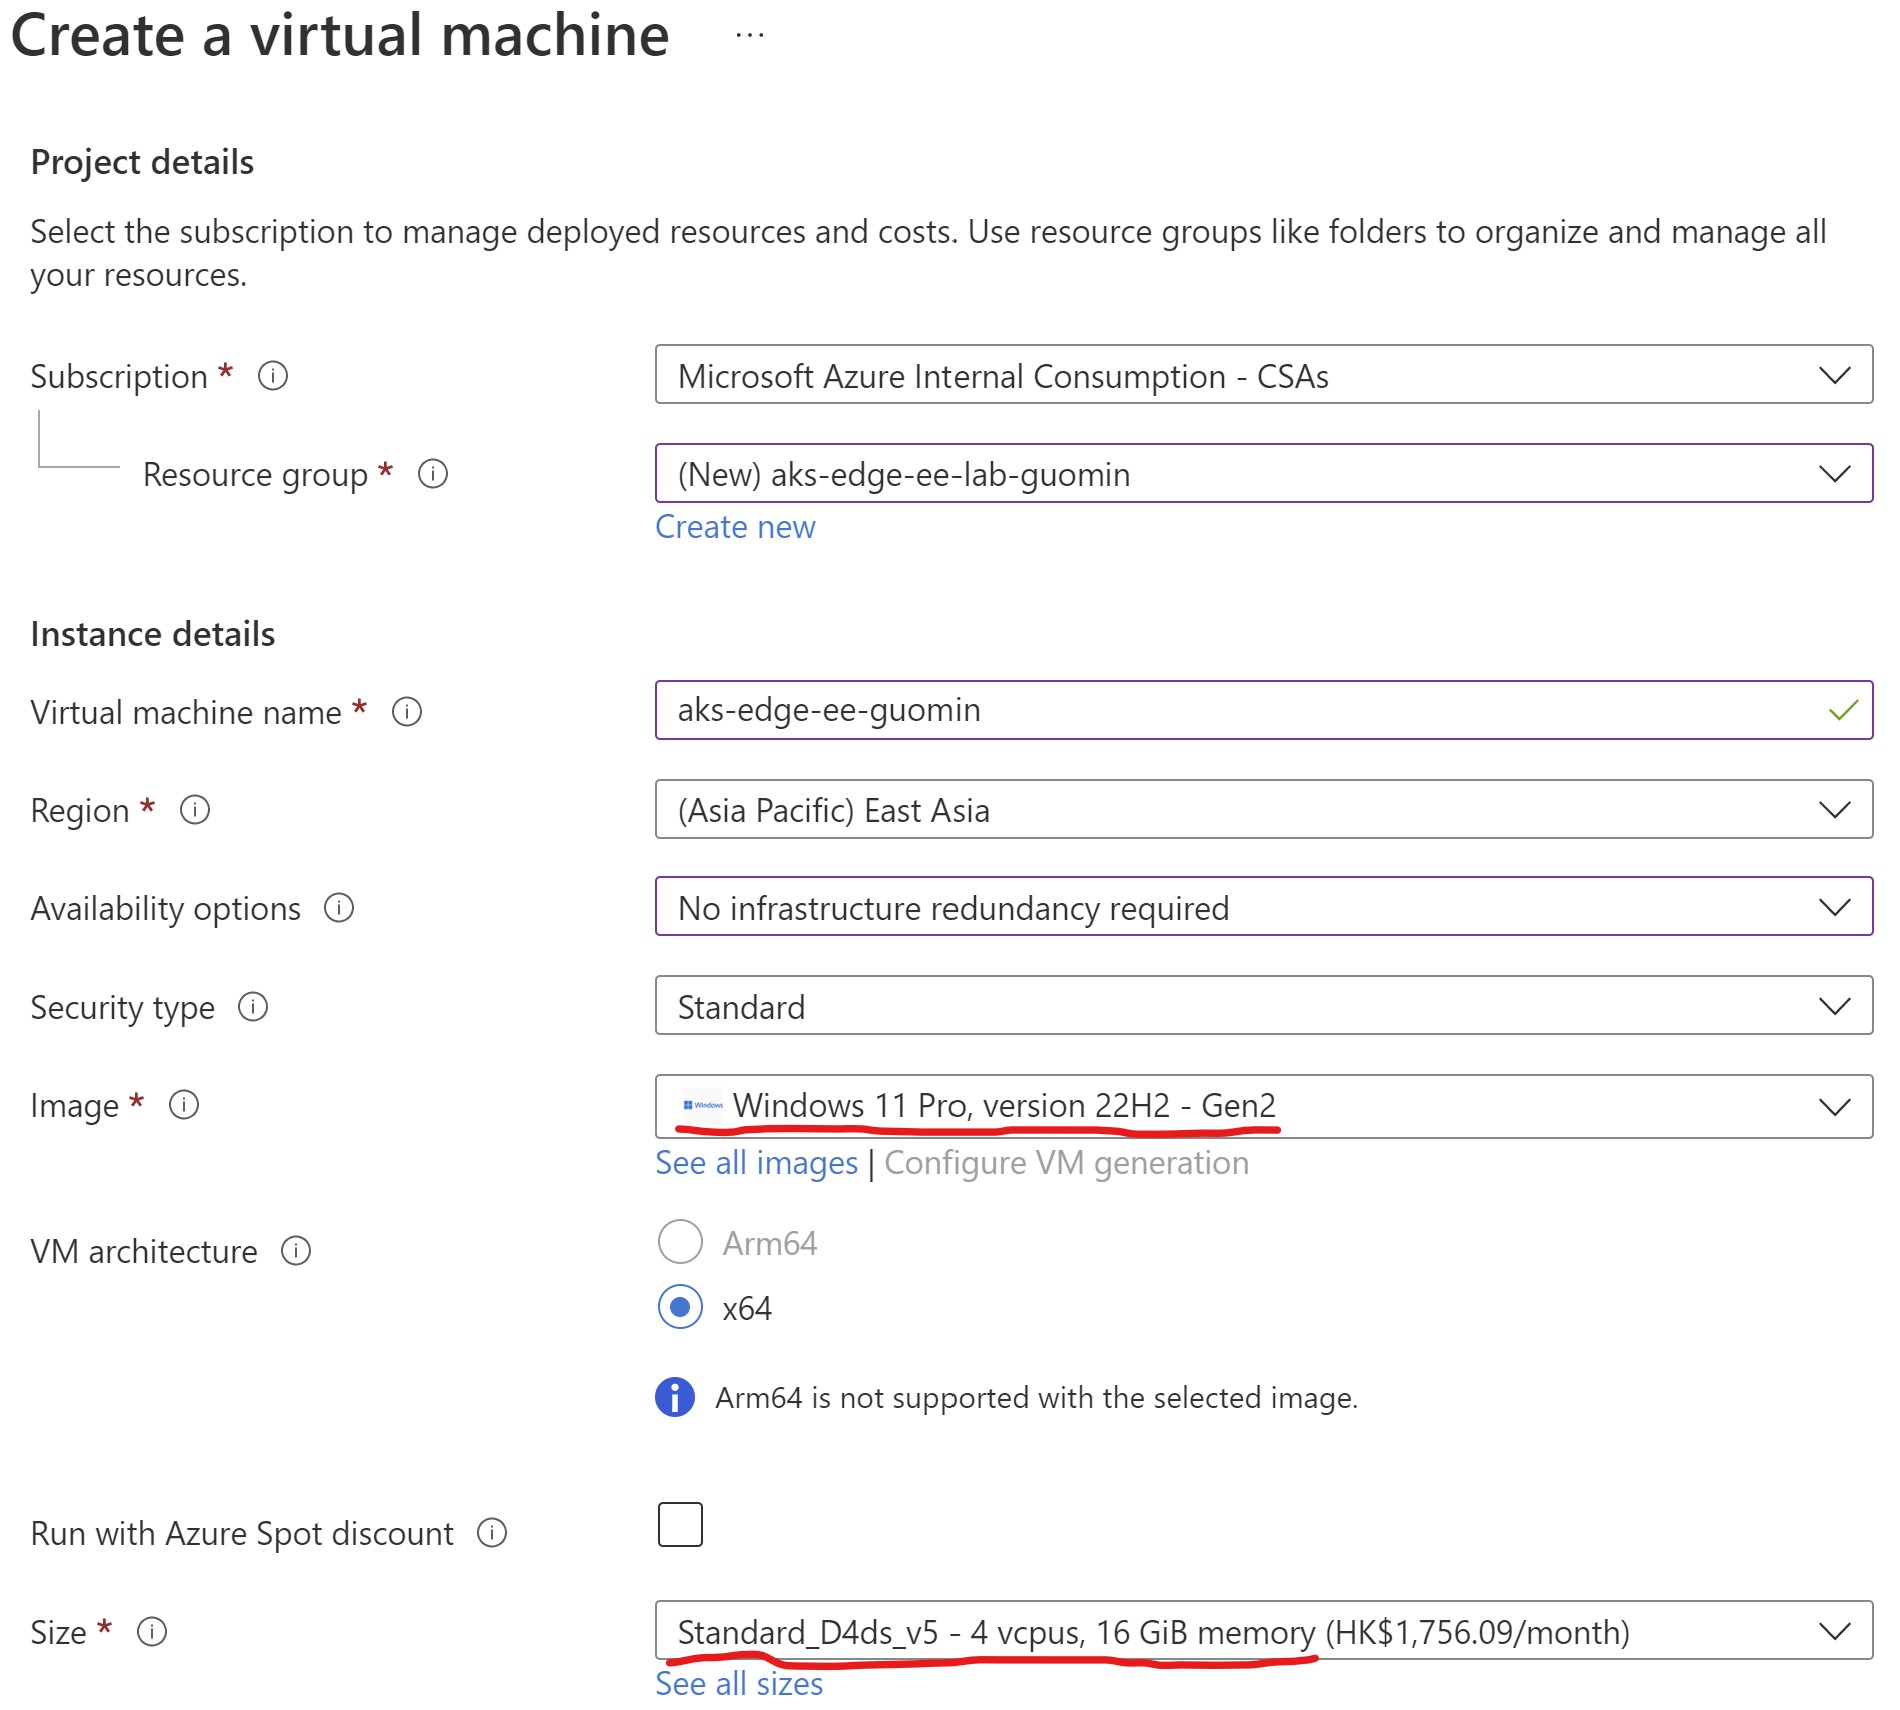 Create a virtual machine ...
Project details
Select the subscription to manage deployed resources and costs. Use resource groups like folders to organize and manage all
your resources.
Subscription *
Microsoft Azure Internal Consumption - CSAs
Resource group *
(New) aks-edge-ee-lab-guomin
Create new
Instance details
Virtual machine name *
aks-edge-ee-guomin
Region *
(Asia Pacific) East Asia
Availability options
No infrastructure redundancy required
Security type
Standard
Image *
Windows Windows 11 Pro, version 22H2 - Gen2
See all images | Configure VM generation
VM architecture
Arm64
x64
Arm64 is not supported with the selected image.
Run with Azure Spot discount
Size *
Standard_D4ds_v5 - 4 vcpus, 16 GiB memory (HK$1,756.09/month)
See all sizes